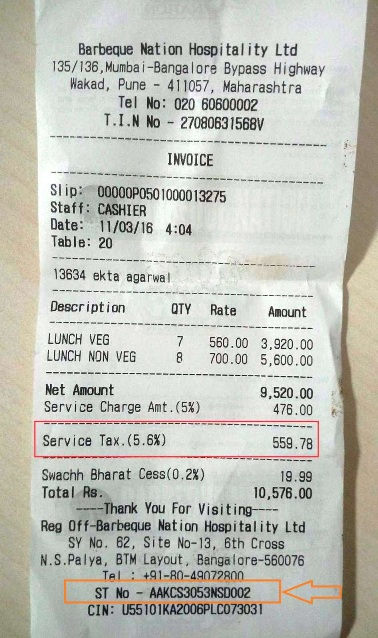 Barbeque Nation Hospitality Ltd
135/136,Mumbai-Bangalore Bypass Highway
Wakad, Pune - 411057, Maharashtra
Tel No: 020 60600002
T.I.N No - 27080631568V
INVOICE
Slip: 00000P0501000013275
Staff: CASHIER
Date: 11/03/16 4:04
Table: 20
13634 ekta agarwal
Description QTY Rate Amount
LUNCH VEG 7 560.00 3,920.00
LUNCH NON VEG 8 700.00 5,600.00
Net Amount 9,520.00
Service Charge Amt.(5%) 476.00
Service Tax.(5.6%) 559.78
Swachh Bharat Cess(0.2%) 19.99
Total Rs. 10,576.00
----Thank You For Visiting----
Reg Off-Barbeque Nation Hospitality Ltd
SY No. 62, Site No-13, 6th Cross
N.S.Palya, BTM Layout, Bangalore-560076
Tel : +91-80-49072800
ST No - AAKCS3053NSD002
CIN: U55101KA2006PLC073031